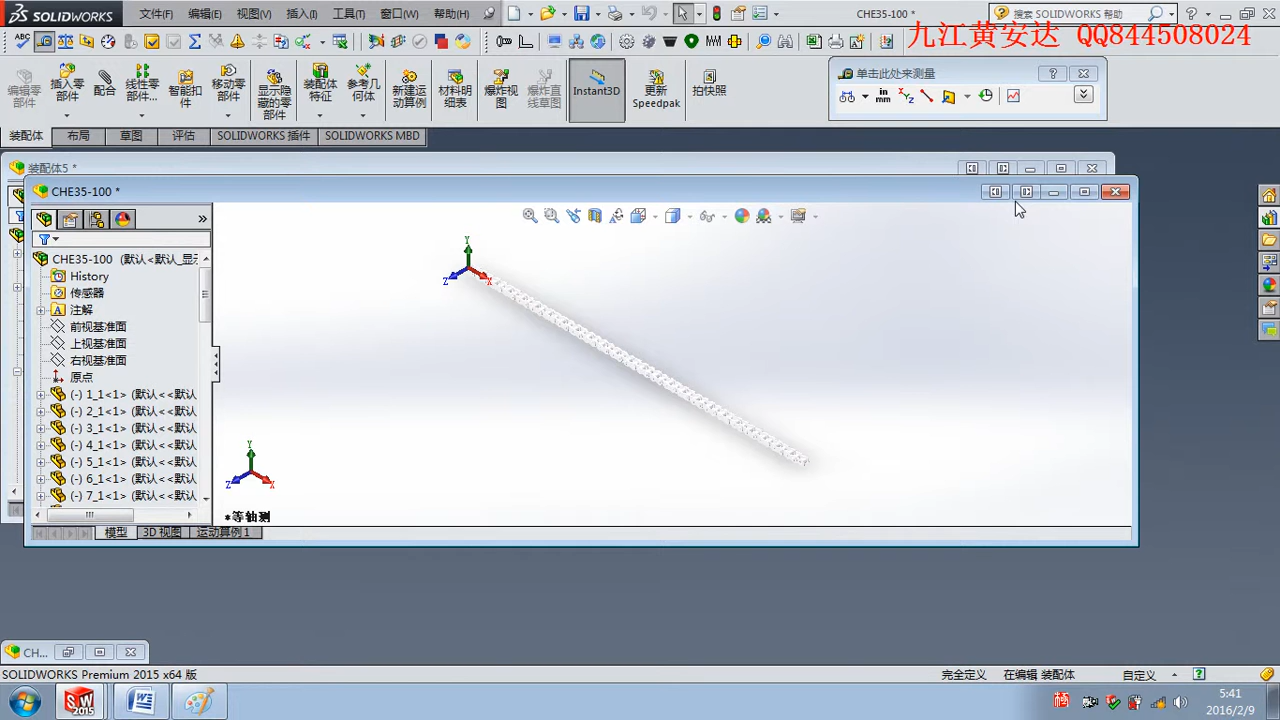 SOLIDWORKS 文件(F) 编辑(E) 视图(V) 插入(I) 工具(T) 窗口(W) 帮助(H) CHE35-100 * 搜索 SOLIDWORKS 帮助
九江黄安达 QQ844508024
编辑零部件 插入零部件 配合 线性零部件... 智能扣件 移动零部件 显示隐藏的零部件 装配体特征 参考几何体 新建运动算例 材料明细表 爆炸视图 爆炸直线草图 Instant3D 更新 Speedpak 拍快照
单击此处来测量
in mm
装配体 布局 草图 评估 SOLIDWORKS 插件 SOLIDWORKS MBD
装配体5 *
CHE35-100 *
CHE35-100 (默认<默认_显示
History
传感器
注解
前视基准面
上视基准面
右视基准面
原点
(-) 1_1<1> (默认<<默认
(-) 2_1<1> (默认<<默认
(-) 3_1<1> (默认<<默认
(-) 4_1<1> (默认<<默认
(-) 5_1<1> (默认<<默认
(-) 6_1<1> (默认<<默认
(-) 7_1<1> (默认<<默认
Y
Z X
Y
Z X
*等轴测
模型 3D 视图 运动算例 1
CH...
SOLIDWORKS Premium 2015 x64 版 完全定义 在编辑 装配体 自定义
5:41
2016/2/9